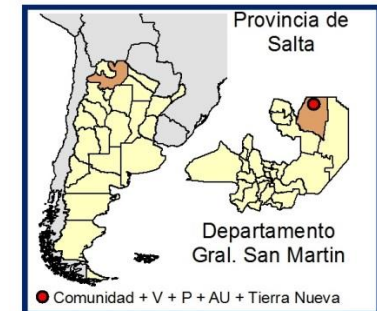 Provincia de
Salta
Departamento
Gral. San Martin
Comunidad + V + P + AU + Tierra Nueva